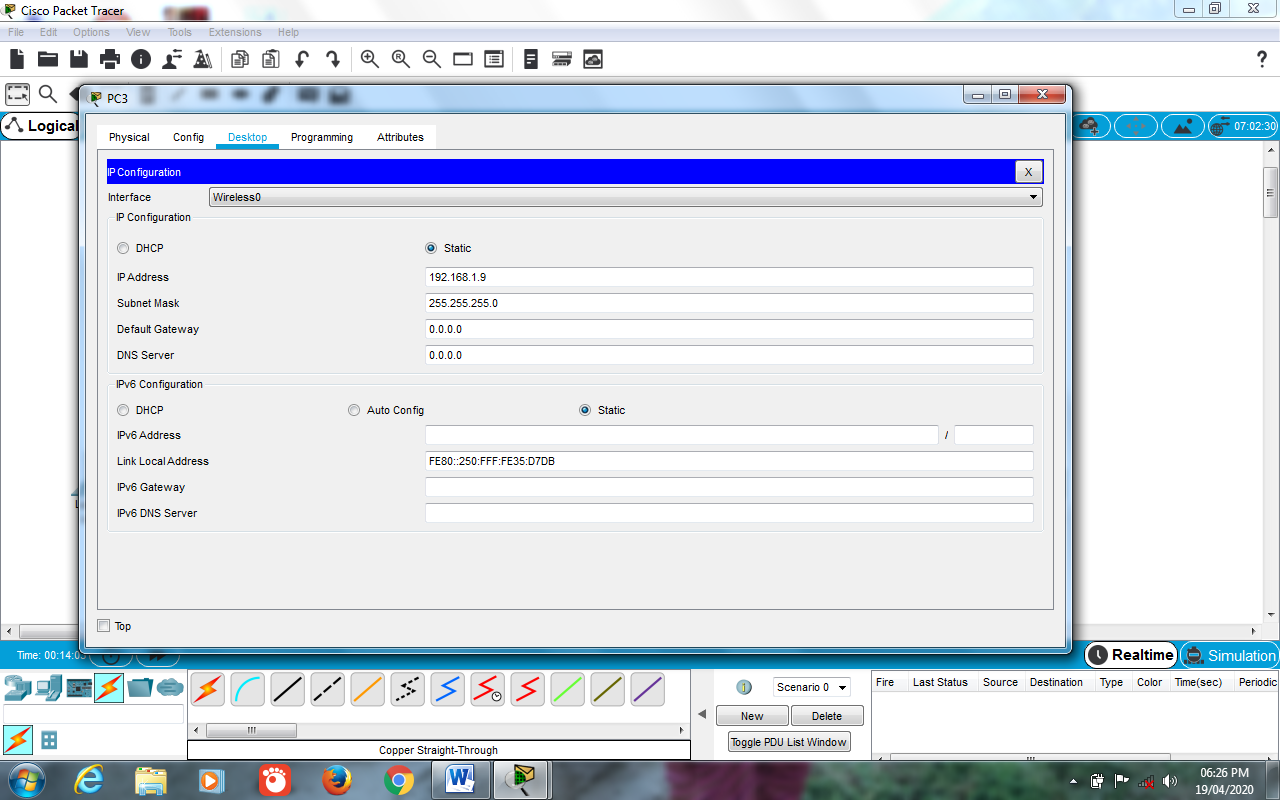 Cisco Packet Tracer
File Edit Options View Tools Extensions Help
PC3
Logical
07:02:30
Physical Config Desktop Programming Attributes
IP Configuration
X
Interface Wireless0
IP Configuration
DHCP Static
IP Address 192.168.1.9
Subnet Mask 255.255.255.0
Default Gateway 0.0.0.0
DNS Server 0.0.0.0
IPv6 Configuration
DHCP Auto Config Static
IPv6 Address /
Link Local Address FE80::250:FFF:FE35:D7DB
IPv6 Gateway
IPv6 DNS Server
Top
Time: 00:14:0
Realtime Simulation
Scenario 0
Fire Last Status Source Destination Type Color Time(sec) Periodic
New Delete
Toggle PDU List Window
Copper Straight-Through
06:26 PM
19/04/2020